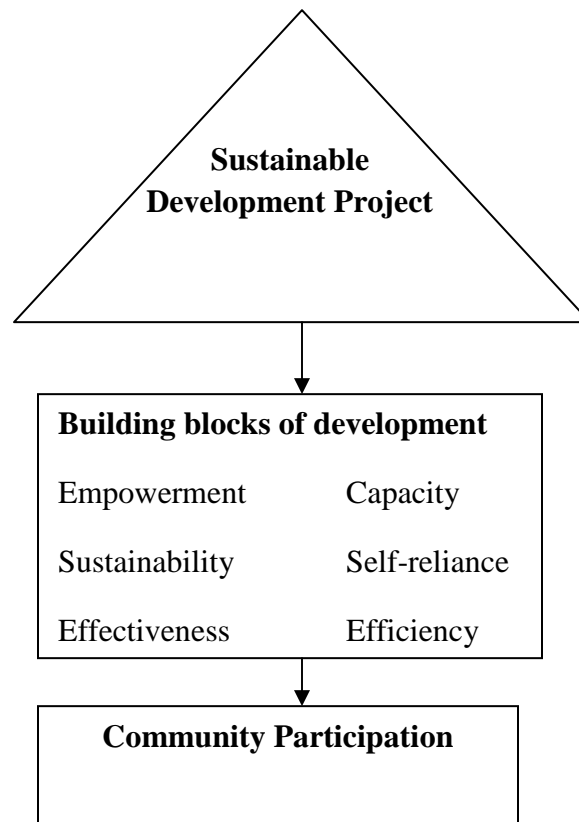 Sustainable
Development Project
Building blocks of development
Empowerment Capacity
Sustainability Self-reliance
Effectiveness Efficiency
Community Participation